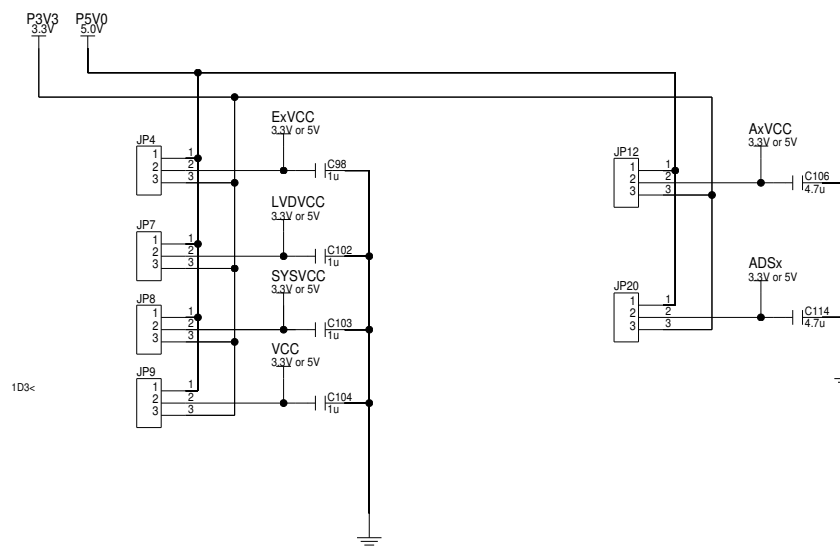 P3V3
3.3V
P5V0
5.0V
ExVCC
3.3V or 5V
JP4
1 1
2 2
3 3
C98
1u
LVDVCC
3.3V or 5V
JP7
1 1
2 2
3 3
C102
1u
SYSVCC
3.3V or 5V
JP8
1 1
2 2
3 3
C103
1u
VCC
3.3V or 5V
JP9
1 1
2 2
3 3
C104
1u
1D3<
AxVCC
3.3V or 5V
JP12
1 1
2 2
3 3
C106
4.7u
ADSx
3.3V or 5V
JP20
1 1
2 2
3 3
C114
4.7u